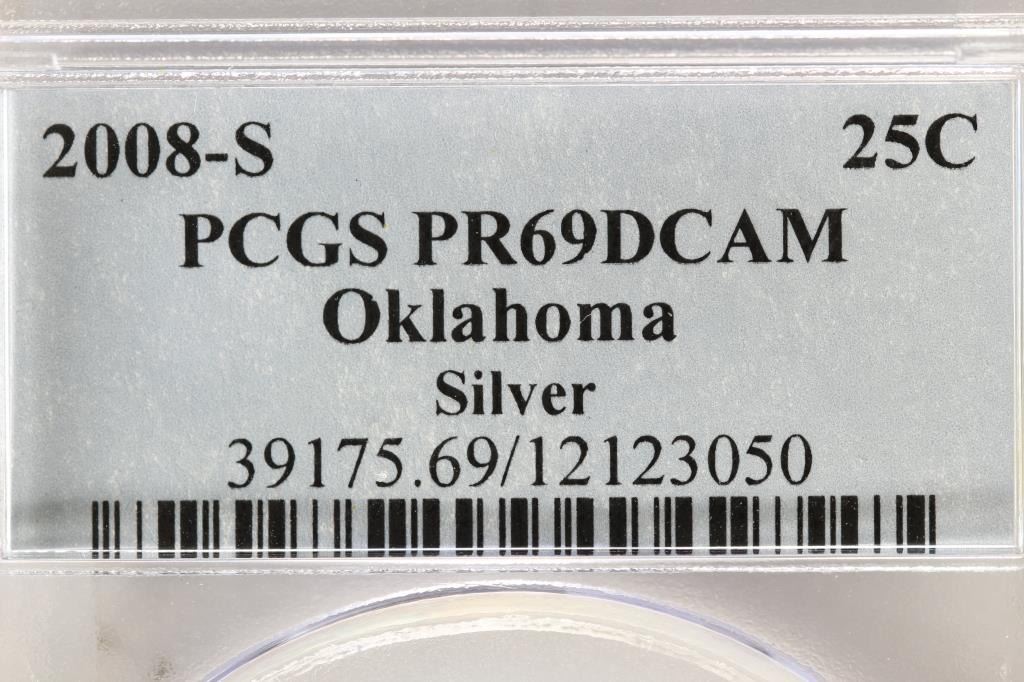 2008-S 25C
PCGS PR69DCAM
Oklahoma
Silver
39175.69/12123050